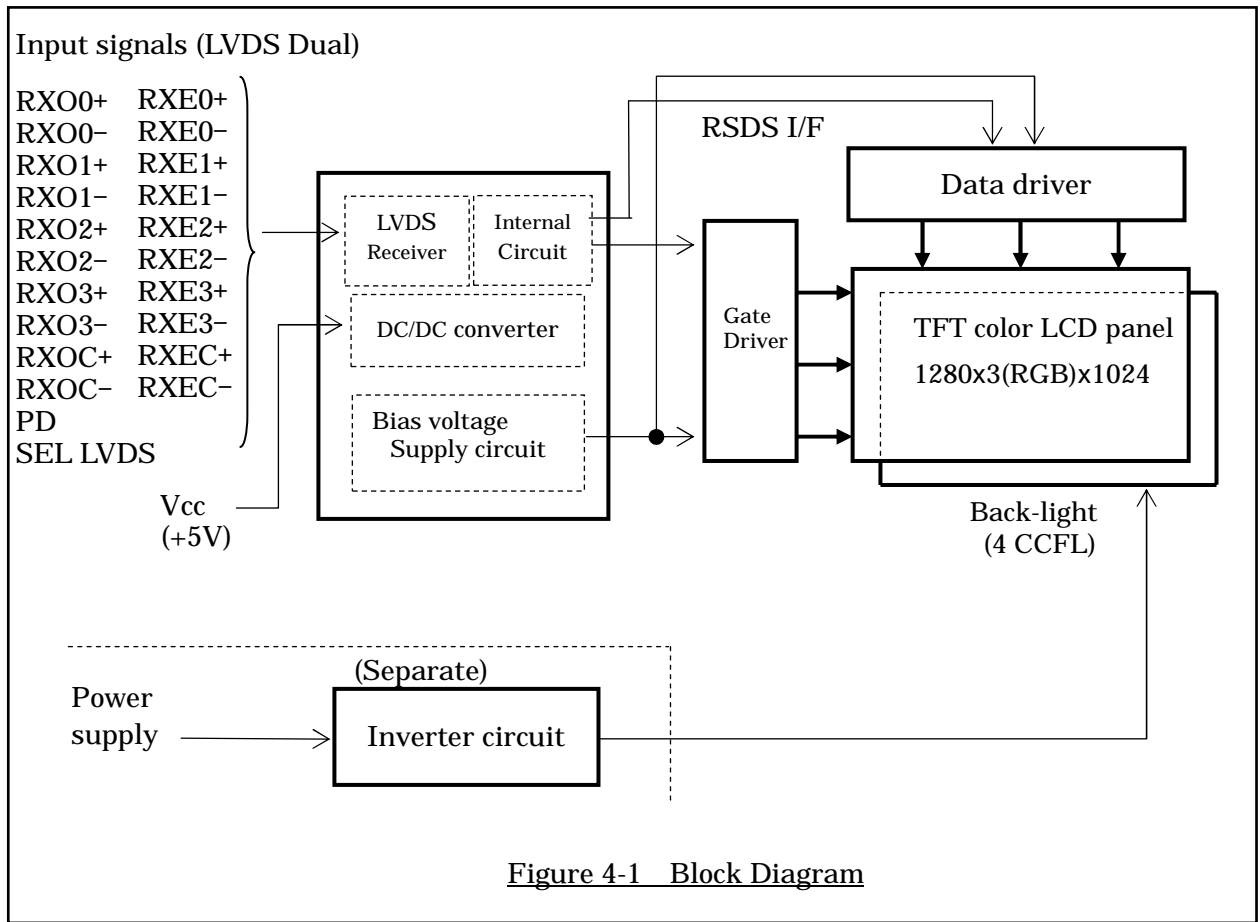 Input signals (LVDS Dual)
RXO0+ RXE0+
RXO0− RXE0−
RXO1+ RXE1+
RXO1− RXE1−
RXO2+ RXE2+
RXO2− RXE2−
RXO3+ RXE3+
RXO3− RXE3−
RXOC+ RXEC+
RXOC− RXEC−
PD
SEL LVDS
Vcc
(+5V)
LVDS
Receiver
Internal
Circuit
DC/DC converter
Bias voltage
Supply circuit
RSDS I/F
Data driver
Gate
Driver
TFT color LCD panel
1280x3(RGB)x1024
Back-light
(4 CCFL)
(Separate)
Power
supply
Inverter circuit
Figure 4-1 Block Diagram